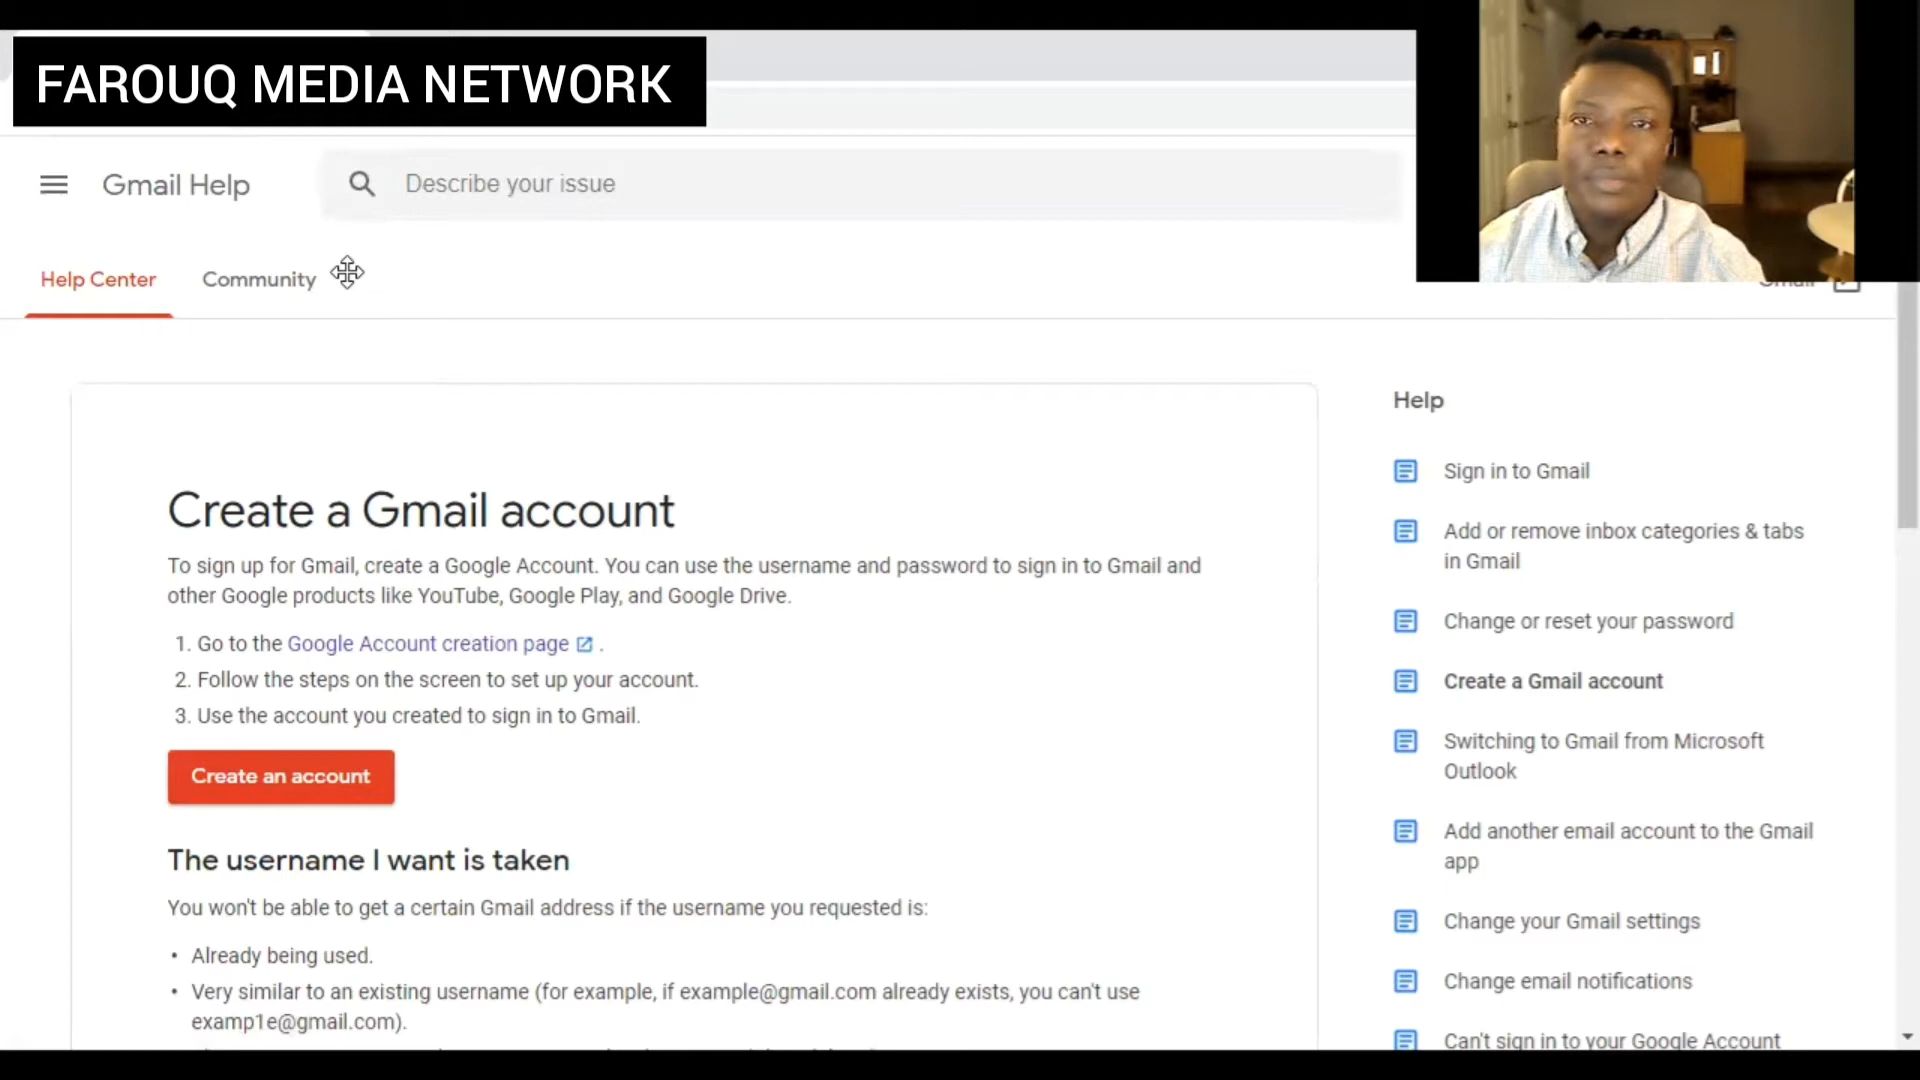 FAROUQ MEDIA NETWORK
Gmail Help
Describe your issue
Help Center
Community
Create a Gmail account
To sign up for Gmail, create a Google Account. You can use the username and password to sign in to Gmail and
other Google products like YouTube, Google Play, and Google Drive.
1. Go to the Google Account creation page .
2. Follow the steps on the screen to set up your account.
3. Use the account you created to sign in to Gmail.
Create an account
The username I want is taken
You won't be able to get a certain Gmail address if the username you requested is:
• Already being used.
• Very similar to an existing username (for example, if example@gmail.com already exists, you can't use
examp1e@gmail.com).
Help
Sign in to Gmail
Add or remove inbox categories & tabs
in Gmail
Change or reset your password
Create a Gmail account
Switching to Gmail from Microsoft
Outlook
Add another email account to the Gmail
app
Change your Gmail settings
Change email notifications
Can't sign in to your Google Account